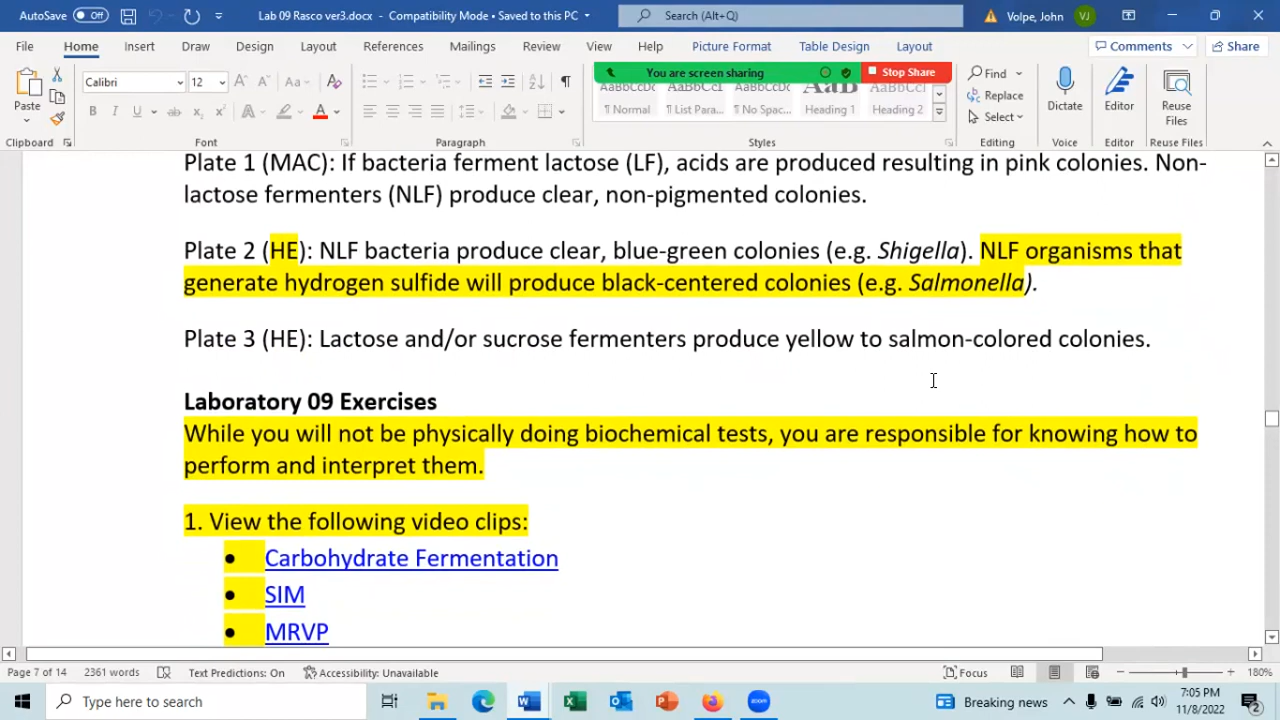 AutoSave Off Lab 09 Rasco ver3.docx - Compatibility Mode • Saved to this PC Search (Alt+Q) Volpe, John VJ
File Home Insert Draw Design Layout References Mailings Review View Help Picture Format Table Design Layout Comments Share
You are screen sharing Stop Share
Calibri 12 Find
Paste Replace Dictate Editor Reuse Files
Select
AaBbCcDc AaBbCcI AaBbCcDc AaB AaBbCcD
¶ Normal ¶ List Para... ¶ No Spac... Heading 1 Heading 2
Clipboard Font Paragraph Styles Editing Voice Editor Reuse Files
Plate 1 (MAC): If bacteria ferment lactose (LF), acids are produced resulting in pink colonies. Non-
lactose fermenters (NLF) produce clear, non-pigmented colonies.
Plate 2 (HE): NLF bacteria produce clear, blue-green colonies (e.g. Shigella). NLF organisms that
generate hydrogen sulfide will produce black-centered colonies (e.g. Salmonella).
Plate 3 (HE): Lactose and/or sucrose fermenters produce yellow to salmon-colored colonies.
Laboratory 09 Exercises
While you will not be physically doing biochemical tests, you are responsible for knowing how to
perform and interpret them.
1. View the following video clips:
• Carbohydrate Fermentation
• SIM
• MRVP
Page 7 of 14 2361 words Text Predictions: On Accessibility: Unavailable Focus 180%
Type here to search Breaking news 7:05 PM
11/8/2022 2